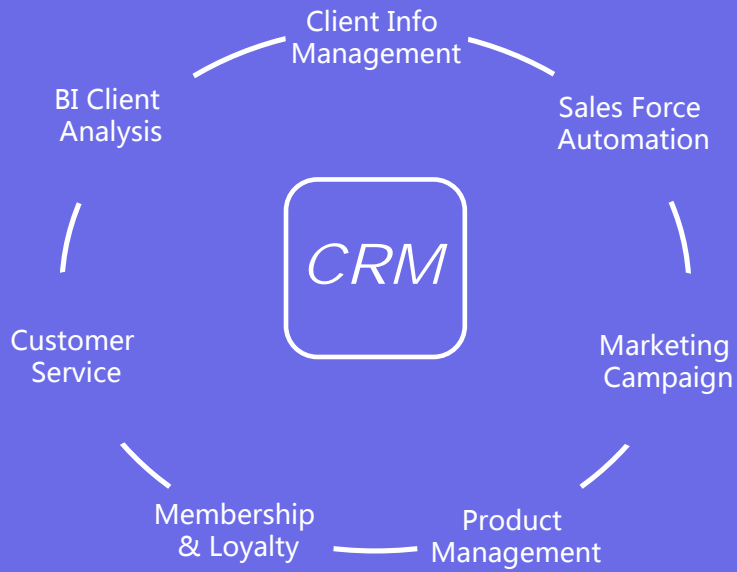 Client Info
Management
Sales Force
Automation
Marketing
Campaign
Product
Management
Membership
& Loyalty
Customer
Service
BI Client
Analysis
CRM